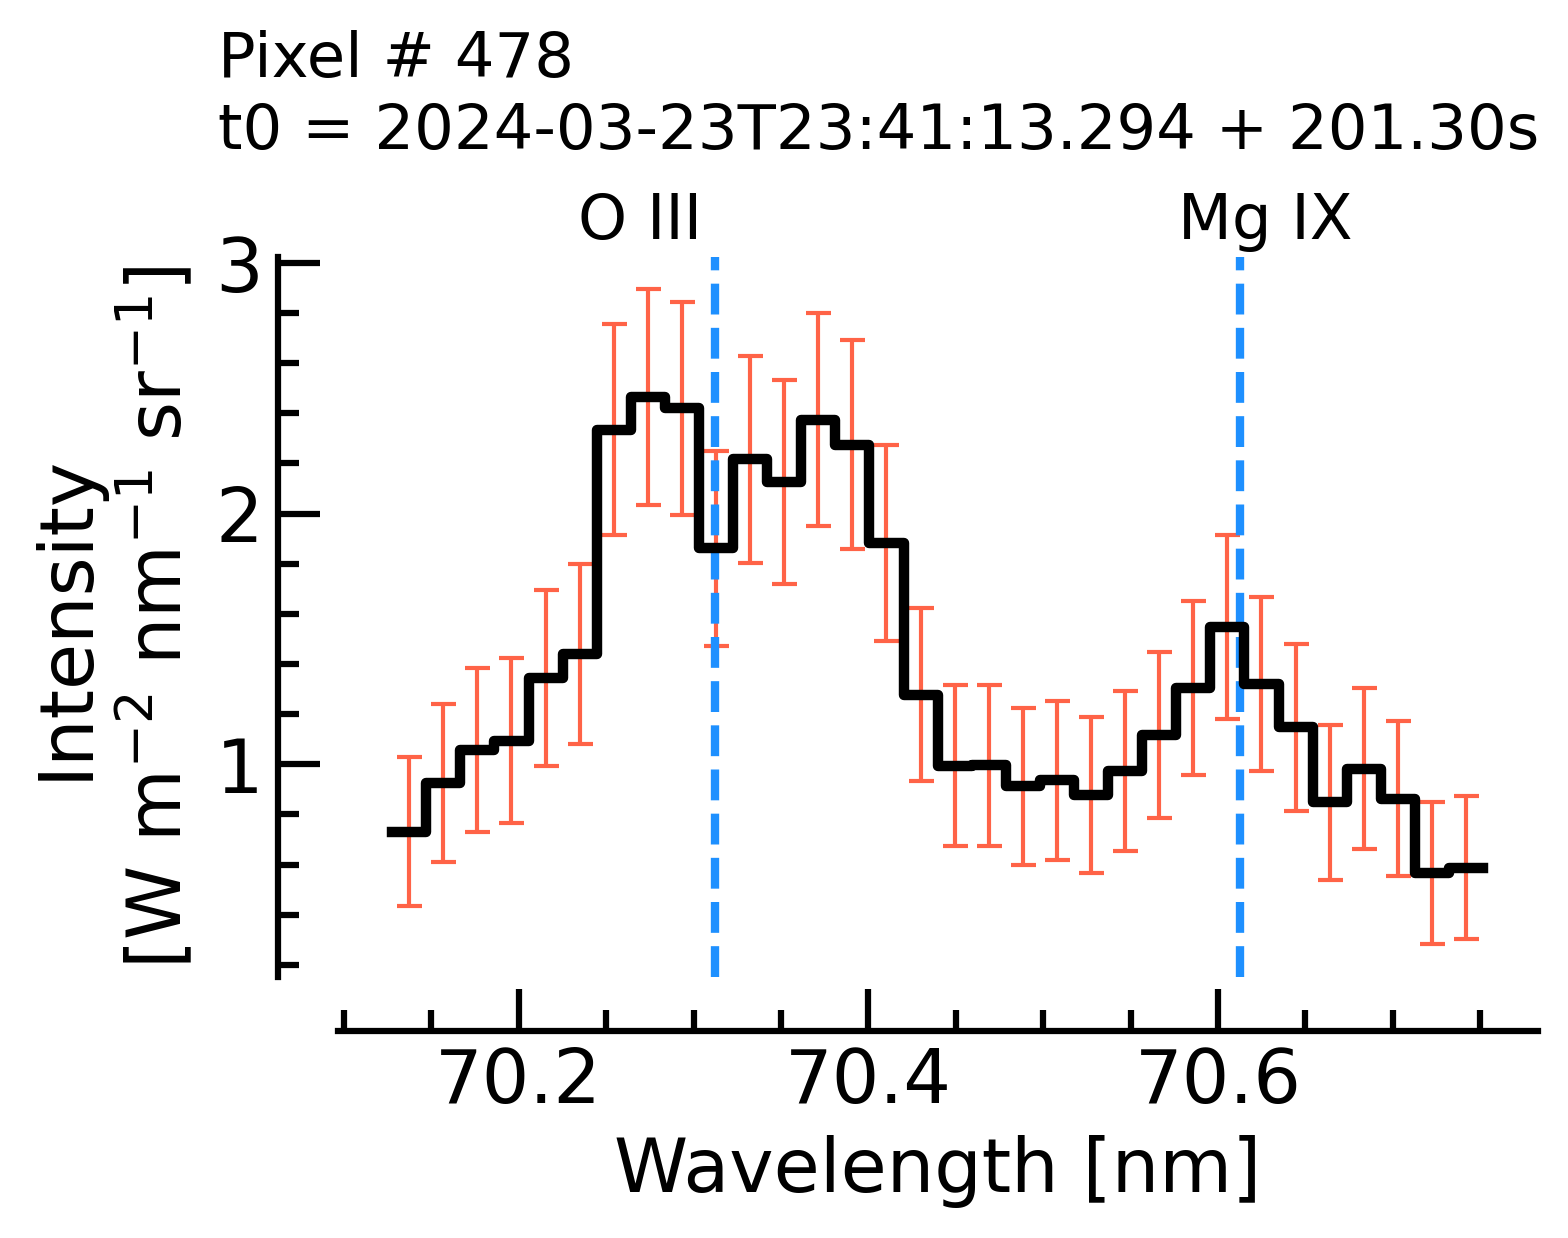 Pixel # 478
t0 = 2024-03-23T23:41:13.294 + 201.30s
O III
Mg IX
Intensity
[W m⁻² nm⁻¹ sr⁻¹]
3
2
1
70.2 70.4 70.6
Wavelength [nm]